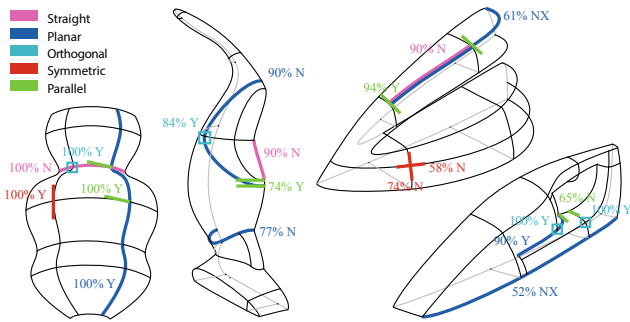 Straight
Planar
Orthogonal
Symmetric
Parallel
100% Y
100% N
100% Y
100% Y
100% Y
90% N
84% Y
90% N
74% Y
77% N
61% NX
90% N
94% Y
58% N
74% N
65% N
100% Y
100% Y
90% Y
52% NX